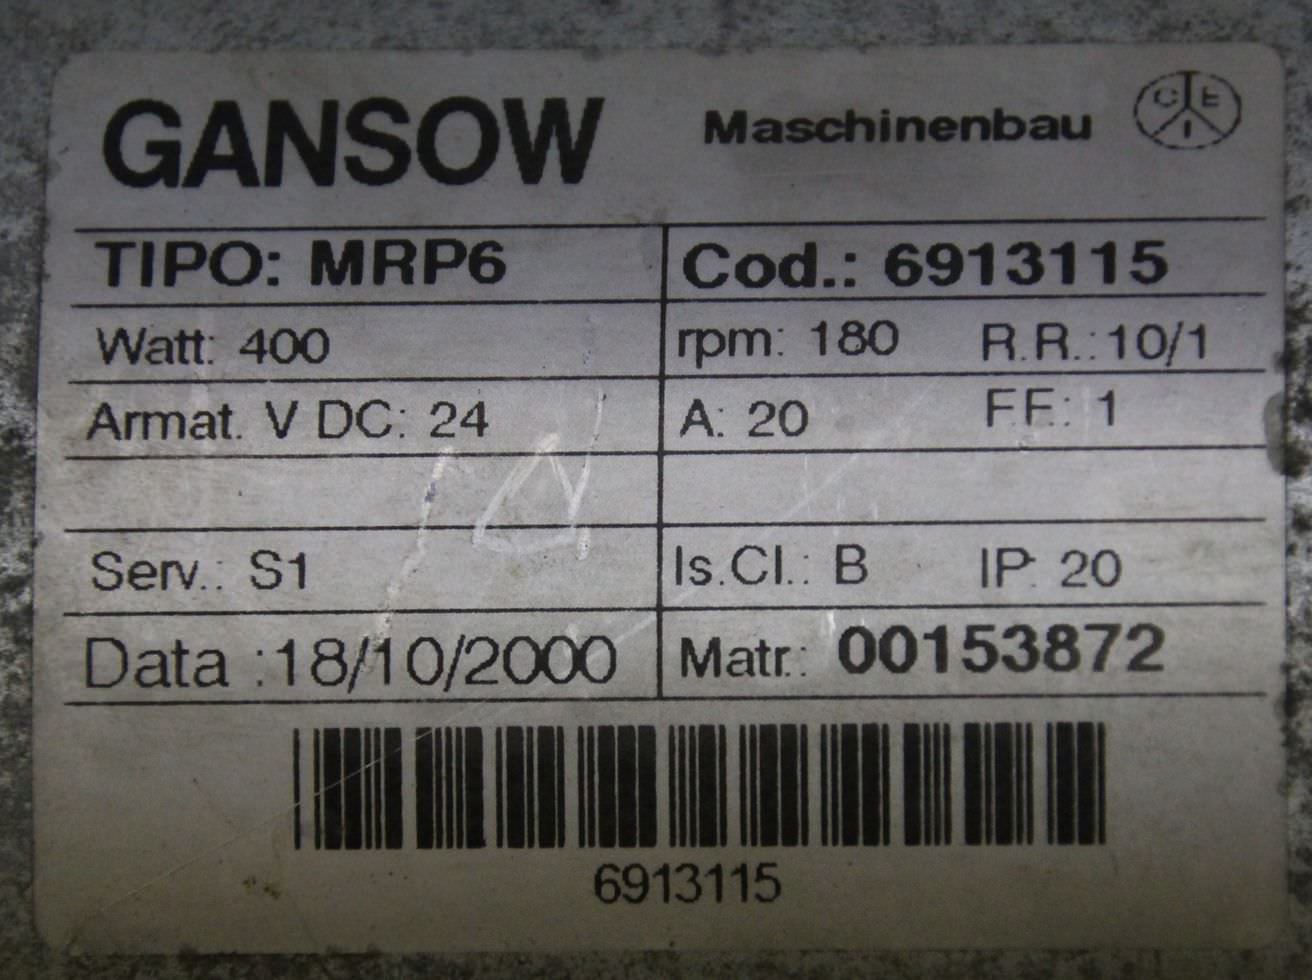 GANSOW Maschinenbau C E I
TIPO: MRP6 Cod.: 6913115
Watt: 400 rpm: 180 R.R.: 10/1
Armat. V DC: 24 A: 20 F.F.: 1
Serv.: S1 Is.Cl.: B IP: 20
Data :18/10/2000 Matr.: 00153872
6913115